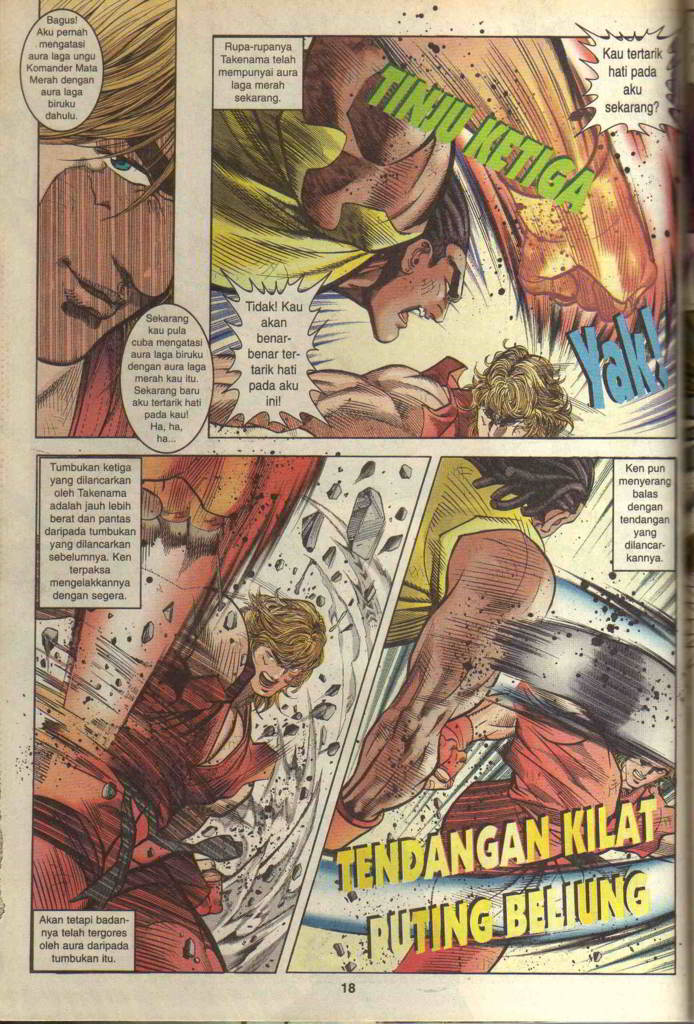 Bagus!
Aku pernah
mengatasi
aura laga ungu
Komander Mata
Merah dengan
aura laga
biruku
dahulu.
Sekarang
kau pula
cuba mengatasi
aura laga biruku
dengan aura laga
merah kau itu.
Sekarang baru
aku tertarik hati
pada kau!
Ha, ha,
ha...
Rupa-rupanya
Takenama telah
mempunyai aura
laga merah
sekarang.
TINJU KETIGA
Kau tertarik
hati pada
aku
sekarang?
Tidak! Kau
akan
benar-
benar ter-
tarik hati
pada aku
ini!
Yak!
Tumbukan ketiga
yang dilancarkan
oleh Takenama
adalah jauh lebih
berat dan pantas
daripada tumbukan
yang dilancarkan
sebelumnya. Ken
terpaksa
mengelakkannya
dengan segera.
Akan tetapi badan-
nya telah tergores
oleh aura daripada
tumbukan itu.
Ken pun
menyerang
balas
dengan
tendangan
yang
dilancar-
kannya.
TENDANGAN KILAT
PUTING BELIUNG
18